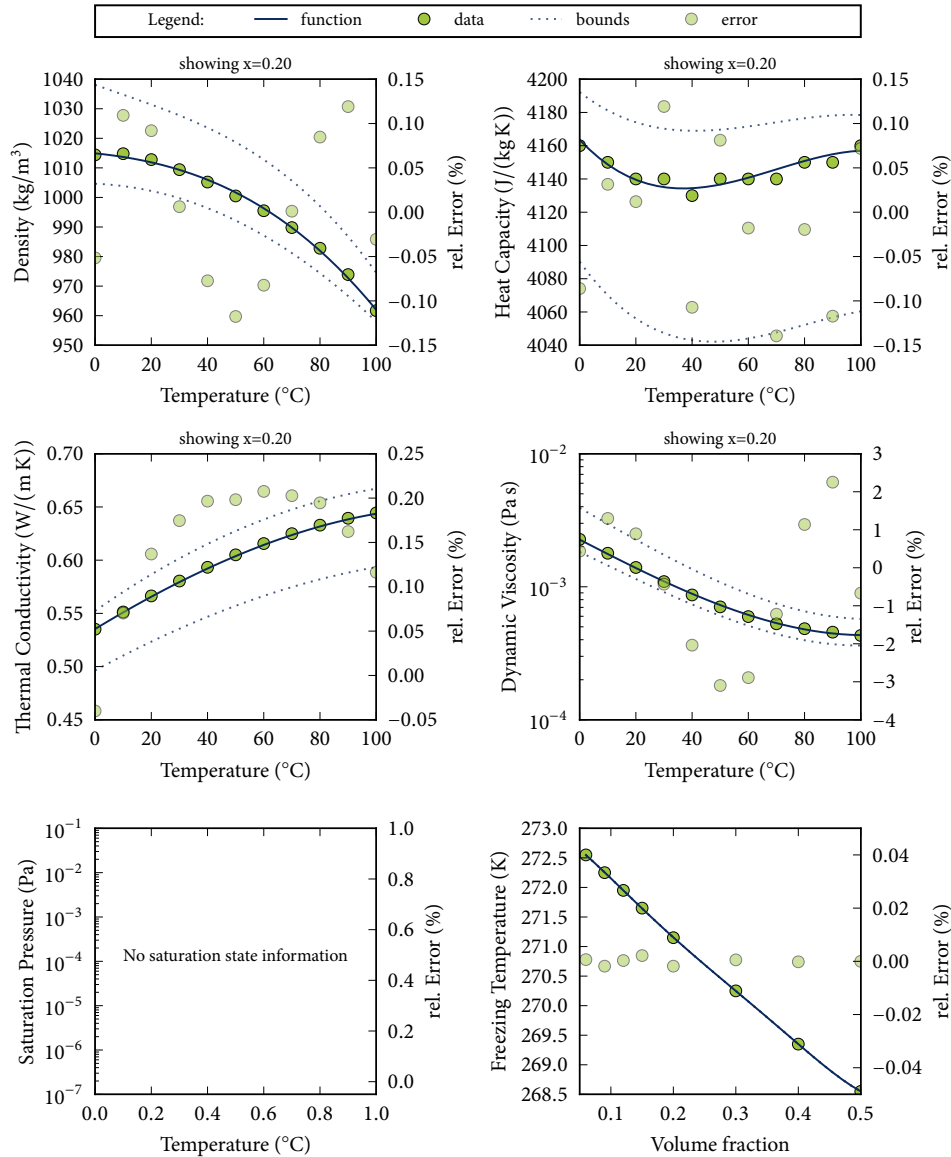 Legend: function data bounds error
showing x=0.20
1040
1030
1020
1010
1000
990
980
970
960
950
Density (kg/m³)
0 20 40 60 80 100
Temperature (°C)
0.15
0.10
0.05
0.00
−0.05
−0.10
−0.15
rel. Error (%)
showing x=0.20
4200
4180
4160
4140
4120
4100
4080
4060
4040
Heat Capacity (J/(kg K))
0 20 40 60 80 100
Temperature (°C)
0.15
0.10
0.05
0.00
−0.05
−0.10
−0.15
rel. Error (%)
showing x=0.20
0.70
0.65
0.60
0.55
0.50
0.45
Thermal Conductivity (W/(m K))
0 20 40 60 80 100
Temperature (°C)
0.25
0.20
0.15
0.10
0.05
0.00
−0.05
rel. Error (%)
showing x=0.20
10⁻²
10⁻³
10⁻⁴
Dynamic Viscosity (Pa s)
0 20 40 60 80 100
Temperature (°C)
3
2
1
0
−1
−2
−3
−4
rel. Error (%)
10⁻¹
10⁻²
10⁻³
10⁻⁴
10⁻⁵
10⁻⁶
10⁻⁷
Saturation Pressure (Pa)
No saturation state information
0.0 0.2 0.4 0.6 0.8 1.0
Temperature (°C)
1.0
0.8
0.6
0.4
0.2
0.0
rel. Error (%)
273.0
272.5
272.0
271.5
271.0
270.5
270.0
269.5
269.0
268.5
Freezing Temperature (K)
0.1 0.2 0.3 0.4 0.5
Volume fraction
0.04
0.02
0.00
−0.02
−0.04
rel. Error (%)